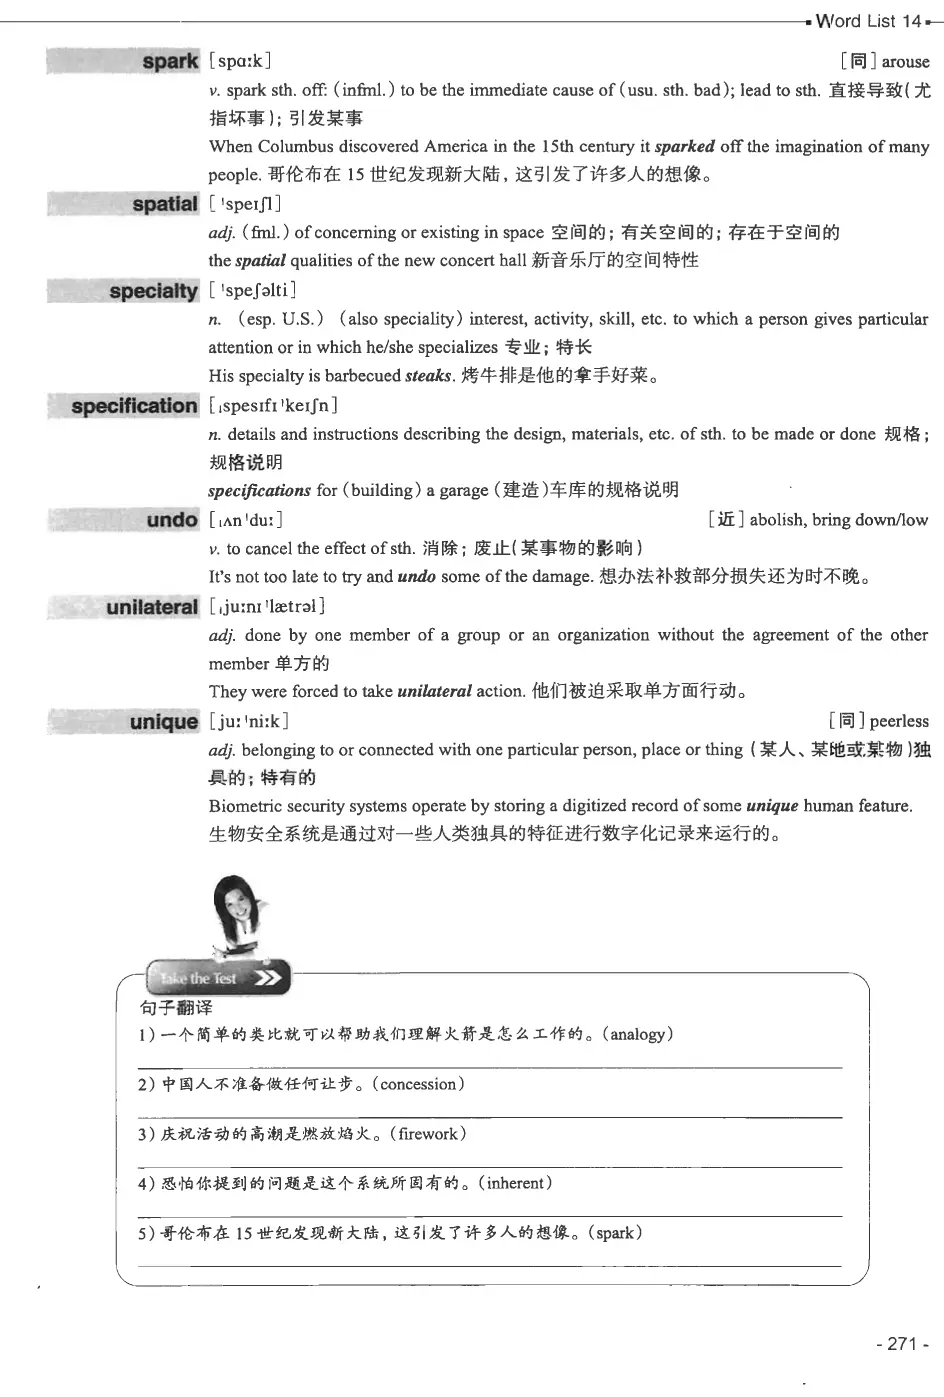 Word List 14
spark [spɑːk] [同] arouse
v. spark sth. off: (infml.) to be the immediate cause of (usu. sth. bad); lead to sth. 直接导致(尤
指坏事); 引发某事
When Columbus discovered America in the 15th century it sparked off the imagination of many
people. 哥伦布在 15 世纪发现新大陆, 这引发了许多人的想像。
spatial [ˈspeɪʃl]
adj. (fml.) of concerning or existing in space 空间的; 有关空间的; 存在于空间的
the spatial qualities of the new concert hall 新音乐厅的空间特性
specialty [ˈspeʃəlti]
n. (esp. U.S.) (also speciality) interest, activity, skill, etc. to which a person gives particular
attention or in which he/she specializes 专业; 特长
His specialty is barbecued steaks. 烤牛排是他的拿手好菜。
specification [ˌspesɪfɪˈkeɪʃn]
n. details and instructions describing the design, materials, etc. of sth. to be made or done 规格;
规格说明
specifications for (building) a garage (建造)车库的规格说明
undo [ˌʌnˈduː] [近] abolish, bring down/low
v. to cancel the effect of sth. 消除; 废止(某事物的影响)
It's not too late to try and undo some of the damage. 想办法补救部分损失还为时不晚。
unilateral [ˌjuːnɪˈlætrəl]
adj. done by one member of a group or an organization without the agreement of the other
member 单方的
They were forced to take unilateral action. 他们被迫采取单方面行动。
unique [juːˈniːk] [同] peerless
adj. belonging to or connected with one particular person, place or thing (某人、某地或某物)独
具的; 特有的
Biometric security systems operate by storing a digitized record of some unique human feature.
生物安全系统是通过对一些人类独具的特征进行数字化记录来运行的。
Take the Test
句子翻译
1) 一个简单的类比就可以帮助我们理解火箭是怎么工作的。(analogy)
2) 中国人不准备做任何让步。(concession)
3) 庆祝活动的高潮是燃放焰火。(firework)
4) 恐怕你提到的问题是这个系统所固有的。(inherent)
5) 哥伦布在 15 世纪发现新大陆, 这引发了许多人的想像。(spark)
- 271 -